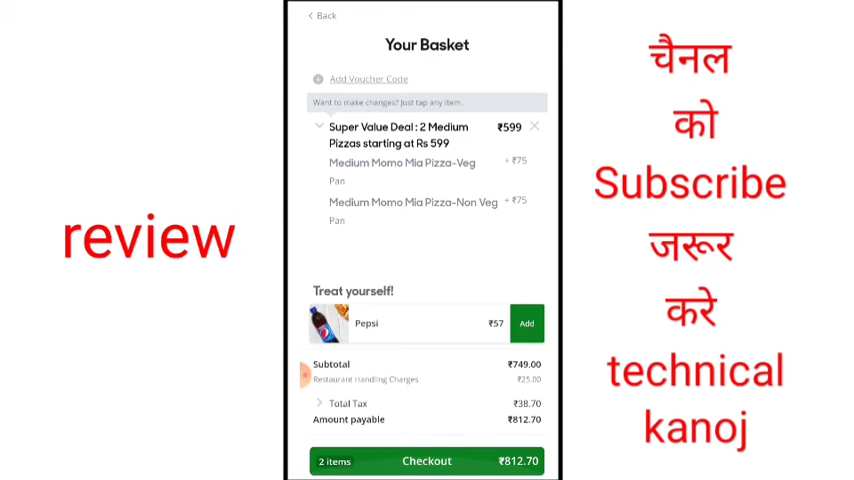 review
Back
Your Basket
Add Voucher Code
Want to make changes? Just tap any item.
Super Value Deal : 2 Medium ₹599
Pizzas starting at Rs 599
Medium Momo Mia Pizza-Veg + ₹75
Pan
Medium Momo Mia Pizza-Non Veg + ₹75
Pan
Treat yourself!
Pepsi ₹57 Add
Subtotal ₹749.00
Restaurant Handling Charges ₹25.00
Total Tax ₹38.70
Amount payable ₹812.70
2 items Checkout ₹812.70
चैनल
को
Subscribe
जरूर
करे
technical
kanoj